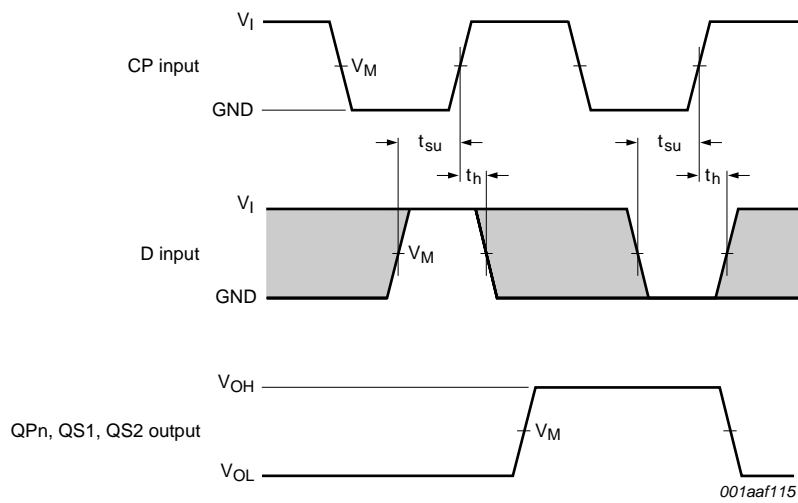 V_I
CP input
V_M
GND
t_su
t_su
t_h
t_h
V_I
D input
V_M
GND
V_OH
QPn, QS1, QS2 output
V_M
V_OL
001aaf115